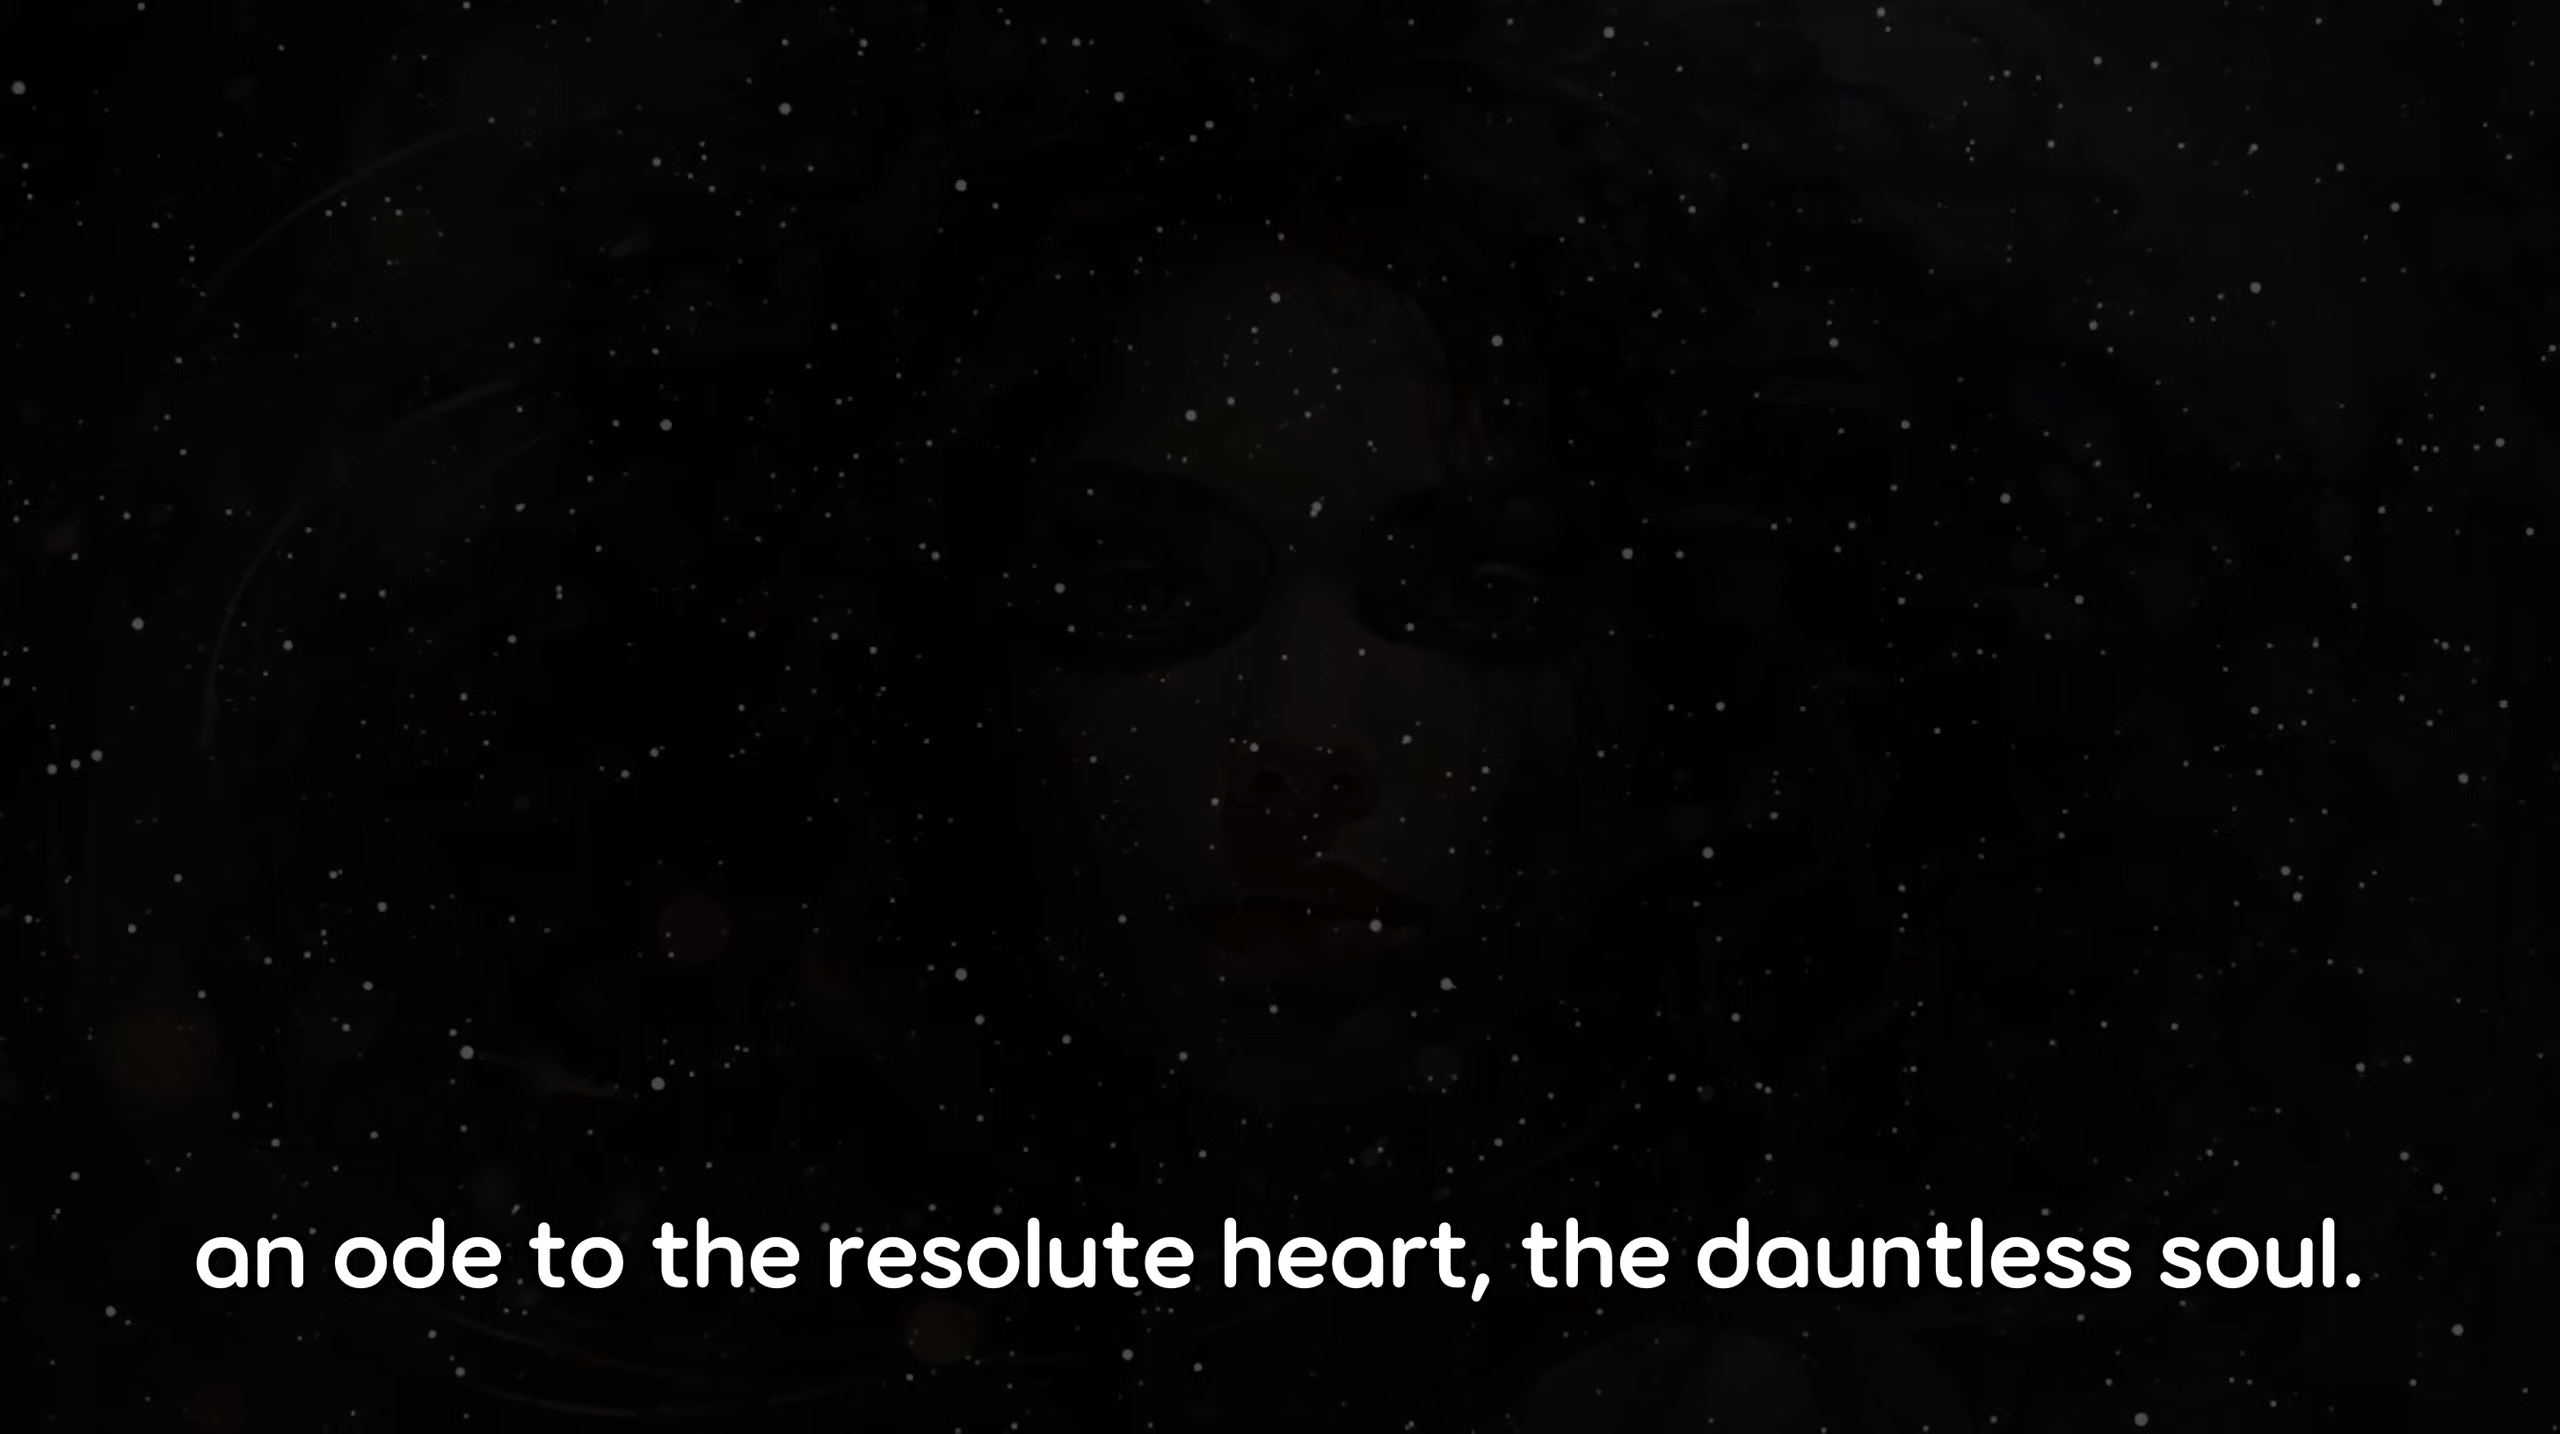 an ode to the resolute heart, the dauntless soul.